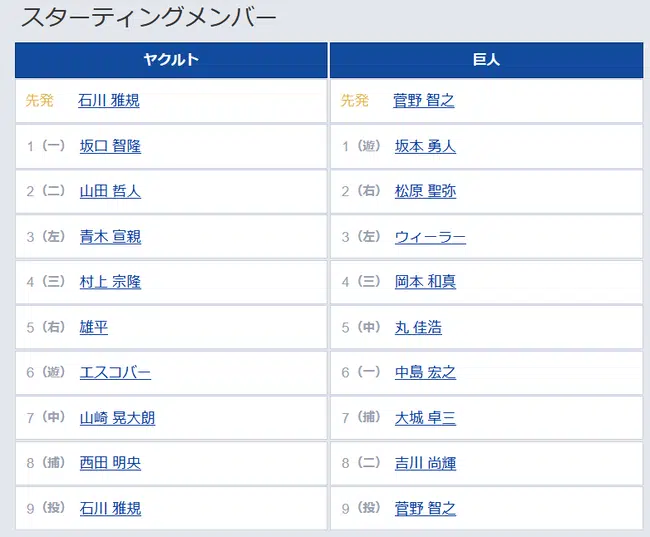 スターティングメンバー
ヤクルト 巨人
先発 石川 雅規 先発 菅野 智之
1（一） 坂口 智隆 1（遊） 坂本 勇人
2（二） 山田 哲人 2（右） 松原 聖弥
3（左） 青木 宣親 3（左） ウィーラー
4（三） 村上 宗隆 4（三） 岡本 和真
5（右） 雄平 5（中） 丸 佳浩
6（遊） エスコバー 6（一） 中島 宏之
7（中） 山崎 晃大朗 7（捕） 大城 卓三
8（捕） 西田 明央 8（二） 吉川 尚輝
9（投） 石川 雅規 9（投） 菅野 智之